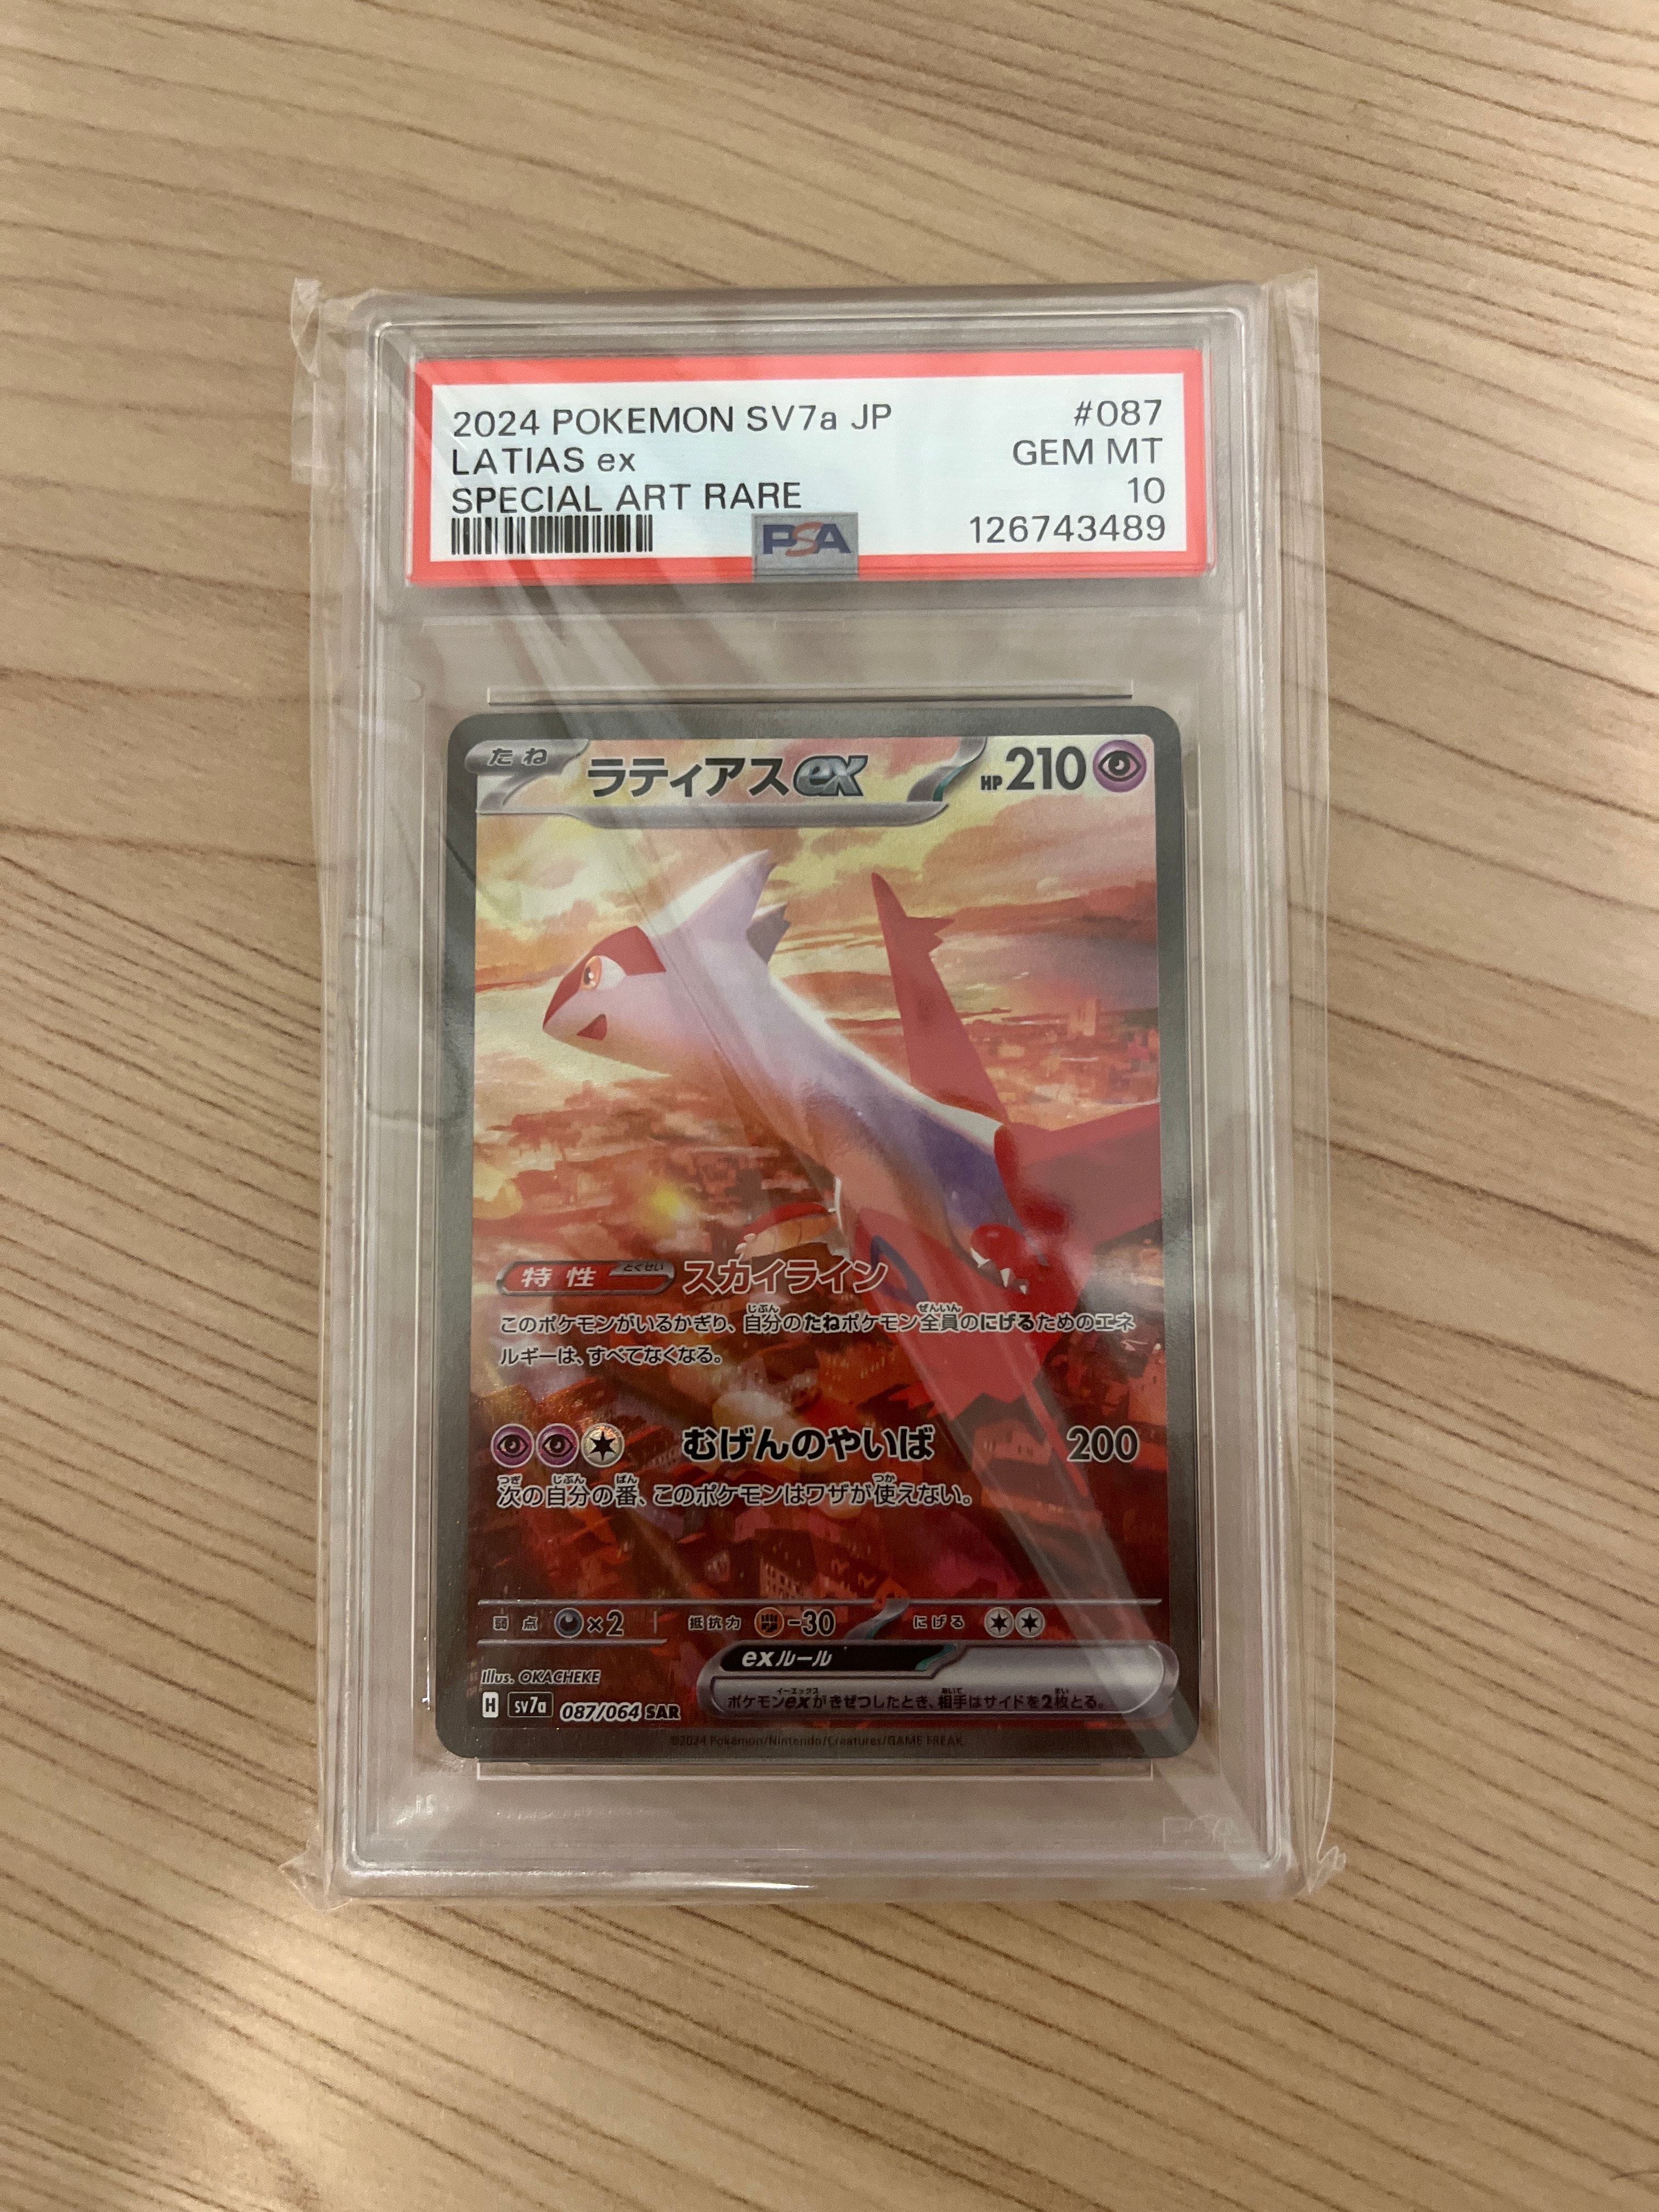 2024 POKEMON SV7a JP #087
LATIAS ex GEM MT
SPECIAL ART RARE 10
PSA 126743489
たね ラティアスex HP210
特性 とくせい スカイライン
このポケモンがいるかぎり、自分のたねポケモン全員のにげるためのエネ
ルギーは、すべてなくなる。
むげんのやいば 200
次の自分の番、このポケモンはワザが使えない。
弱点 ×2 抵抗力 -30 にげる
exルール
ポケモンexがきぜつしたとき、相手はサイドを2枚とる。
Illus. OKACHEKE
H SV7a 087/064 SAR
©2024 Pokémon/Nintendo/Creatures/GAME FREAK
PSA